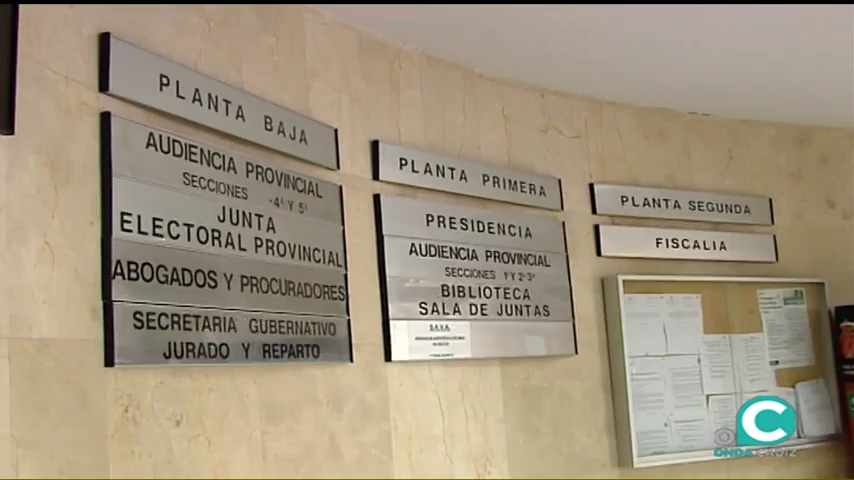 PLANTA BAJA
AUDIENCIA PROVINCIAL
SECCIONES -4ª Y 5ª
JUNTA
ELECTORAL PROVINCIAL
ABOGADOS Y PROCURADORES
SECRETARIA GUBERNATIVO
JURADO Y REPARTO
PLANTA PRIMERA
PRESIDENCIA
AUDIENCIA PROVINCIAL
SECCIONES 1ª Y 2ª-3ª
BIBLIOTECA
SALA DE JUNTAS
S.A.V.A.
PLANTA SEGUNDA
FISCALIA
C
ONDA CADIZ